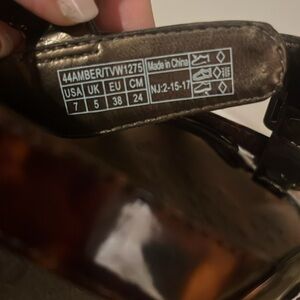 44AMBER/TVW1275
USA UK EU CM
7 5 38 24
Made in China
NJ:2-15-17